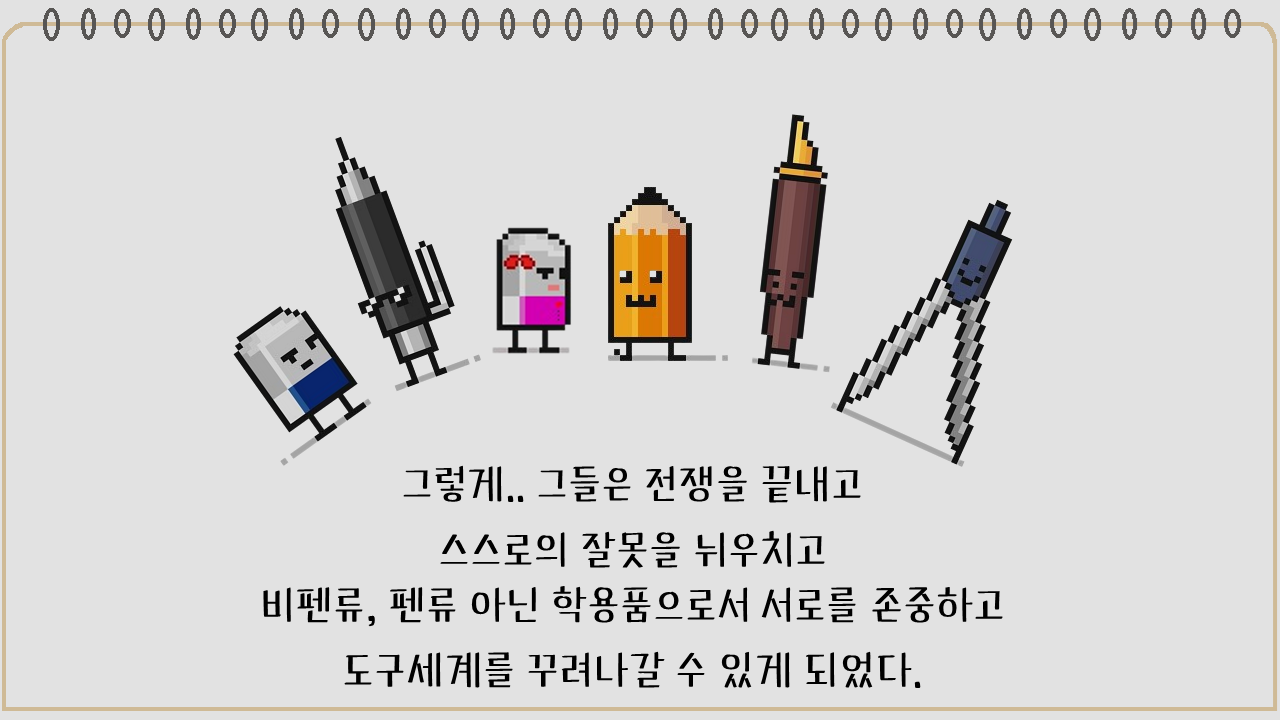 그렇게.. 그들은 전쟁을 끝내고
스스로의 잘못을 뉘우치고
비펜류, 펜류 아닌 학용품으로서 서로를 존중하고
도구세계를 꾸려나갈 수 있게 되었다.